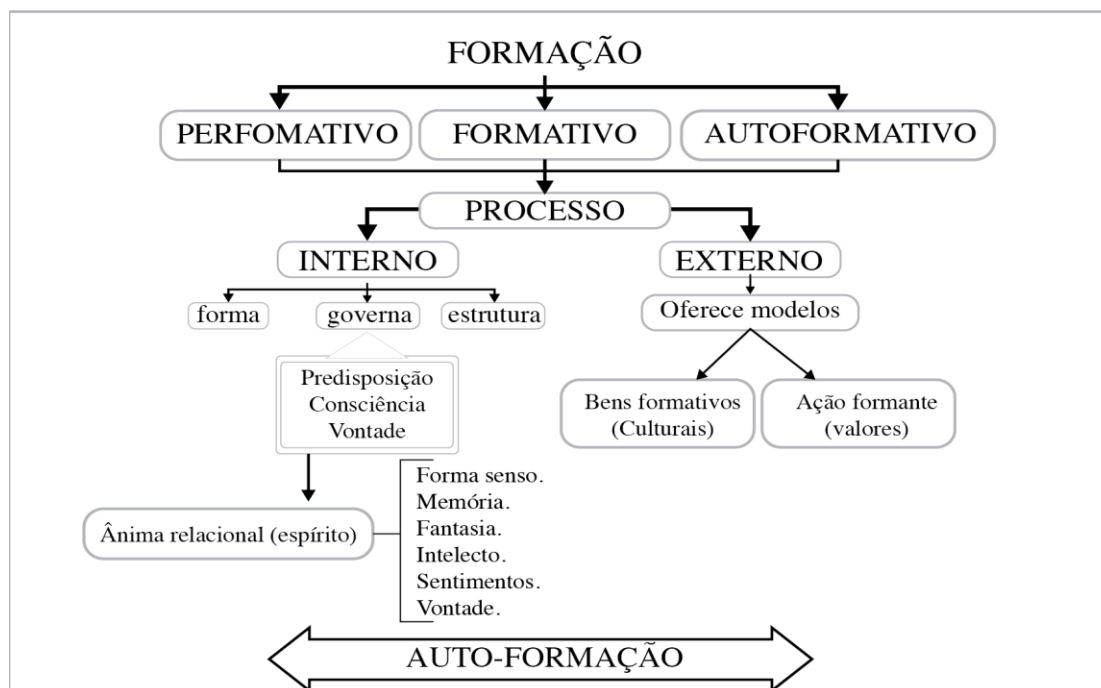 FORMAÇÃO
PERFOMATIVO
FORMATIVO
AUTOFORMATIVO
PROCESSO
INTERNO
EXTERNO
forma
governa
estrutura
Oferece modelos
Predisposição
Consciência
Vontade
Bens formativos
(Culturais)
Ação formante
(valores)
Ânima relacional (espírito)
Forma senso.
Memória.
Fantasia.
Intelecto.
Sentimentos.
Vontade.
AUTO-FORMAÇÃO